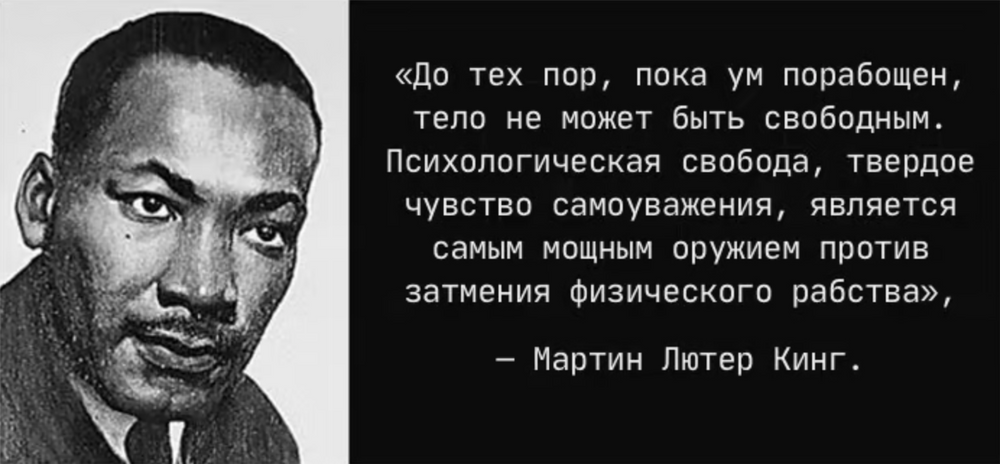 «До тех пор, пока ум порабощен,
тело не может быть свободным.
Психологическая свобода, твердое
чувство самоуважения, является
самым мощным оружием против
затмения физического рабства»,
— Мартин Лютер Кинг.